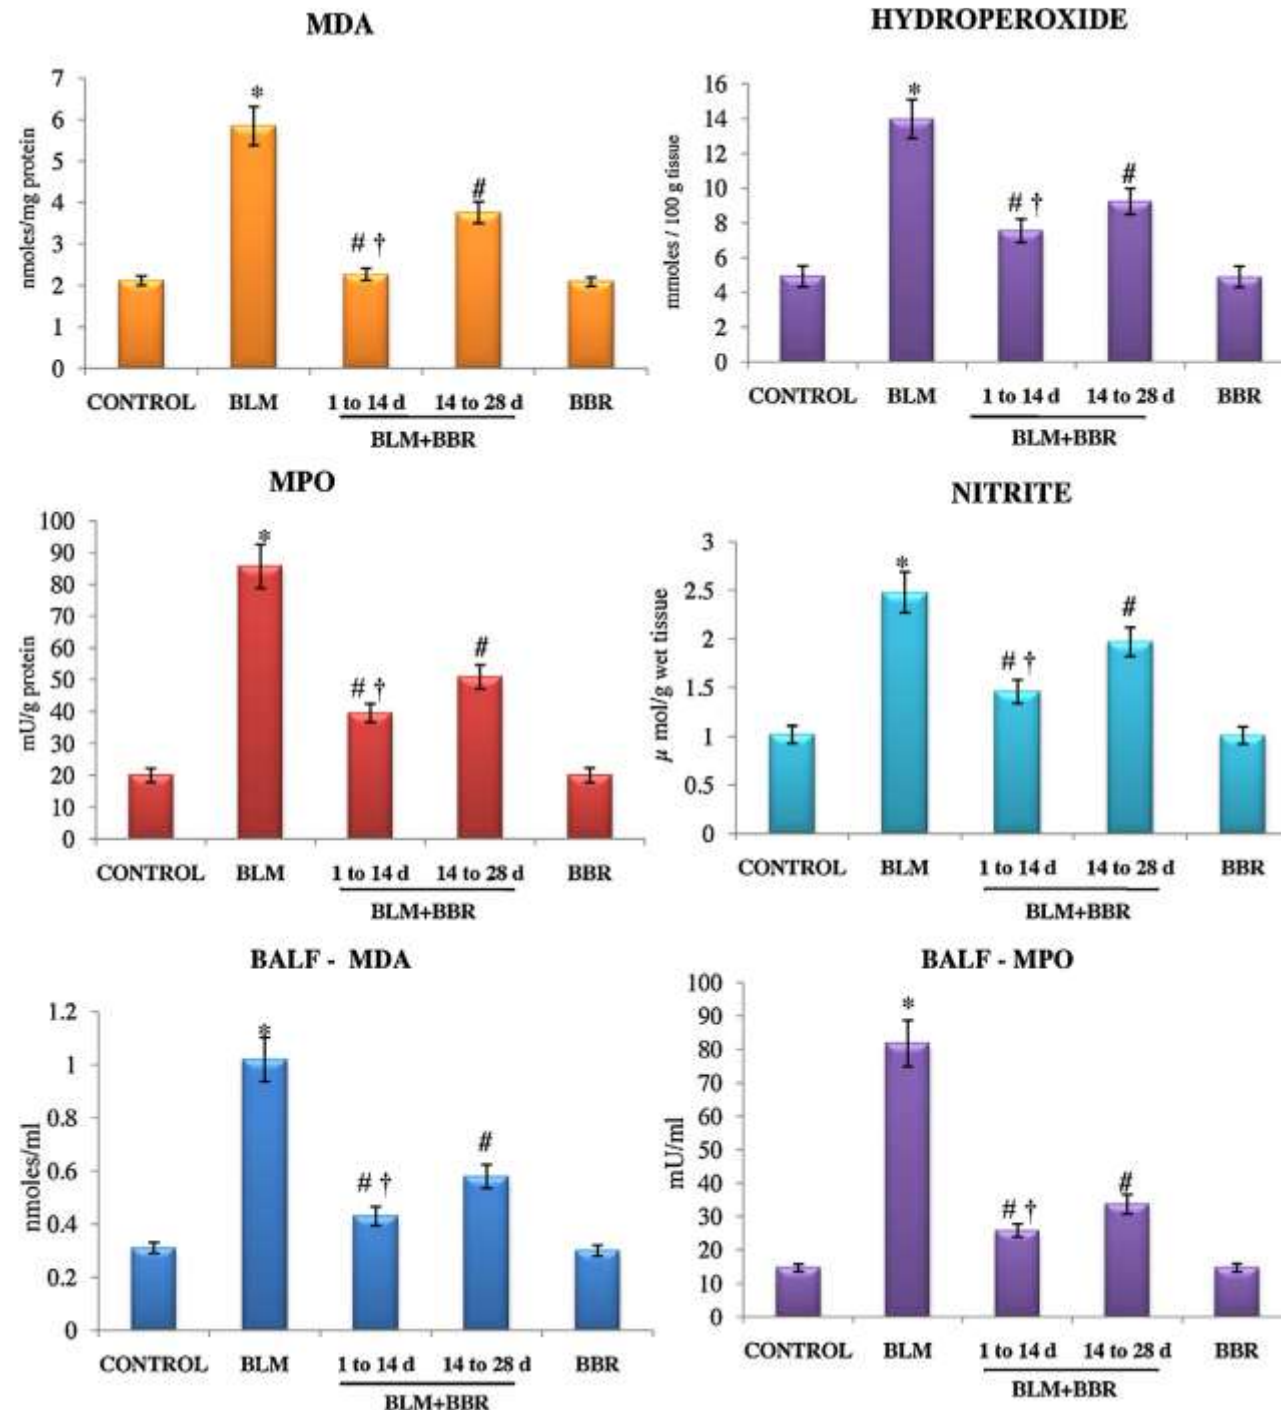 MDA
nmoles/mg protein
7
6
5
4
3
2
1
0
*
# †
#
CONTROL BLM 1 to 14 d 14 to 28 d BBR
BLM+BBR
HYDROPEROXIDE
mmoles / 100 g tissue
16
14
12
10
8
6
4
2
0
*
# †
#
CONTROL BLM 1 to 14 d 14 to 28 d BBR
BLM+BBR
MPO
mU/g protein
100
90
80
70
60
50
40
30
20
10
0
*
# †
#
CONTROL BLM 1 to 14 d 14 to 28 d BBR
BLM+BBR
NITRITE
µ mol/g wet tissue
3
2.5
2
1.5
1
0.5
0
*
# †
#
CONTROL BLM 1 to 14 d 14 to 28 d BBR
BLM+BBR
BALF - MDA
nmoles/ml
1.2
1
0.8
0.6
0.4
0.2
0
*
# †
#
CONTROL BLM 1 to 14 d 14 to 28 d BBR
BLM+BBR
BALF - MPO
mU/ml
100
90
80
70
60
50
40
30
20
10
0
*
# †
#
CONTROL BLM 1 to 14 d 14 to 28 d BBR
BLM+BBR